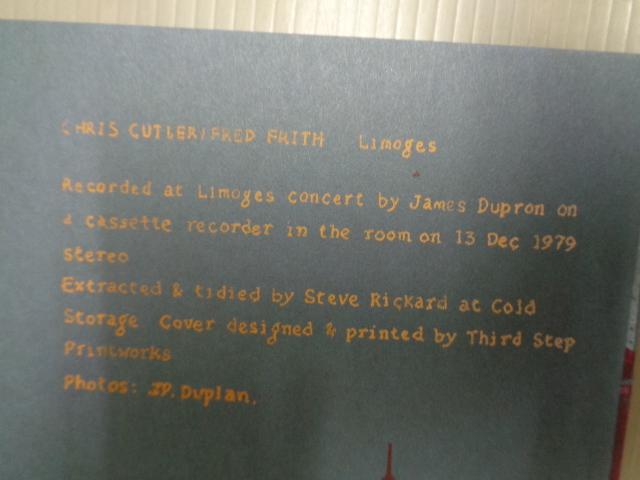 CHRIS CUTLER/FRED FRITH Limoges
Recorded at Limoges concert by James Dupron on
a cassette recorder in the room on 13 Dec 1979
stereo
Extracted & tidied by Steve Rickard at Cold
Storage Cover designed & printed by Third Step
Printworks
Photos: JP. Duplan.